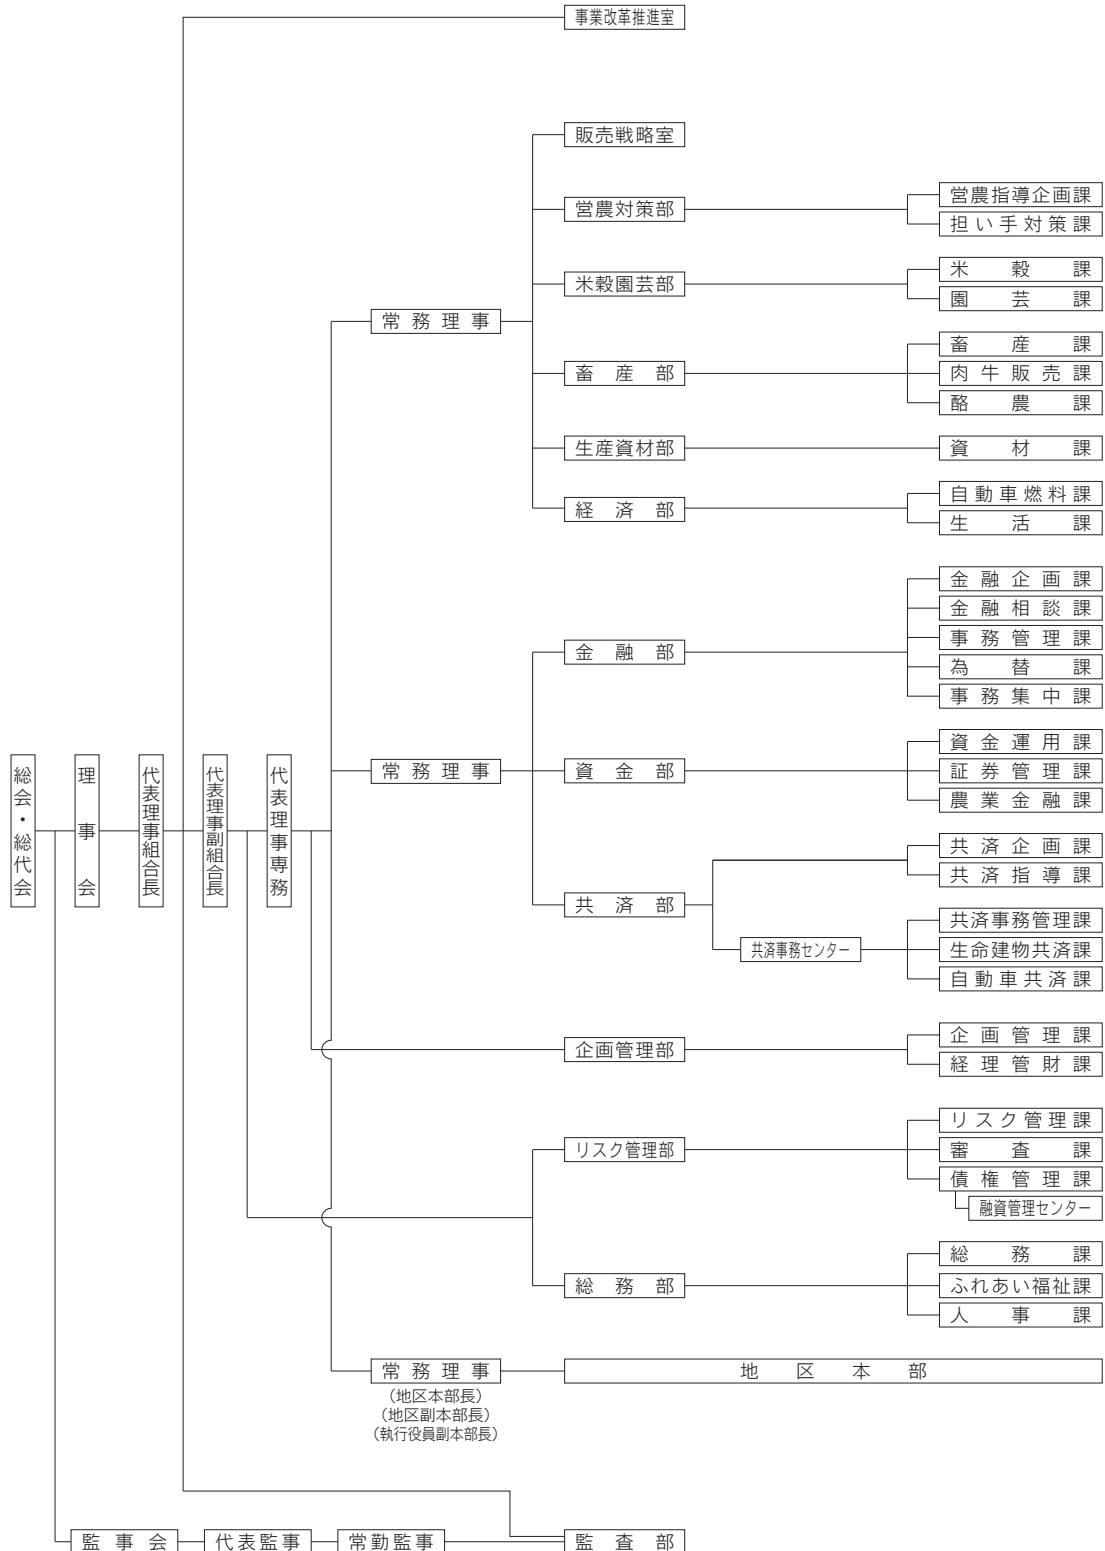 事業改革推進室
販売戦略室
営農対策部
営農指導企画課
担い手対策課
米穀園芸部
米穀課
園芸課
常務理事
畜産部
畜産課
肉牛販売課
酪農課
生産資材部
資材課
経済部
自動車燃料課
生活課
金融部
金融企画課
金融相談課
事務管理課
為替課
事務集中課
総会・総代会
理事会
代表理事組合長
代表理事副組合長
代表理事専務
常務理事
資金部
資金運用課
証券管理課
農業金融課
共済部
共済企画課
共済指導課
共済事務センター
共済事務管理課
生命建物共済課
自動車共済課
企画管理部
企画管理課
経理管財課
リスク管理部
リスク管理課
審査課
債権管理課
融資管理センター
総務部
総務課
ふれあい福祉課
人事課
常務理事
(地区本部長)
(地区副本部長)
(執行役員副本部長)
地区本部
監事会
代表監事
常勤監事
監査部